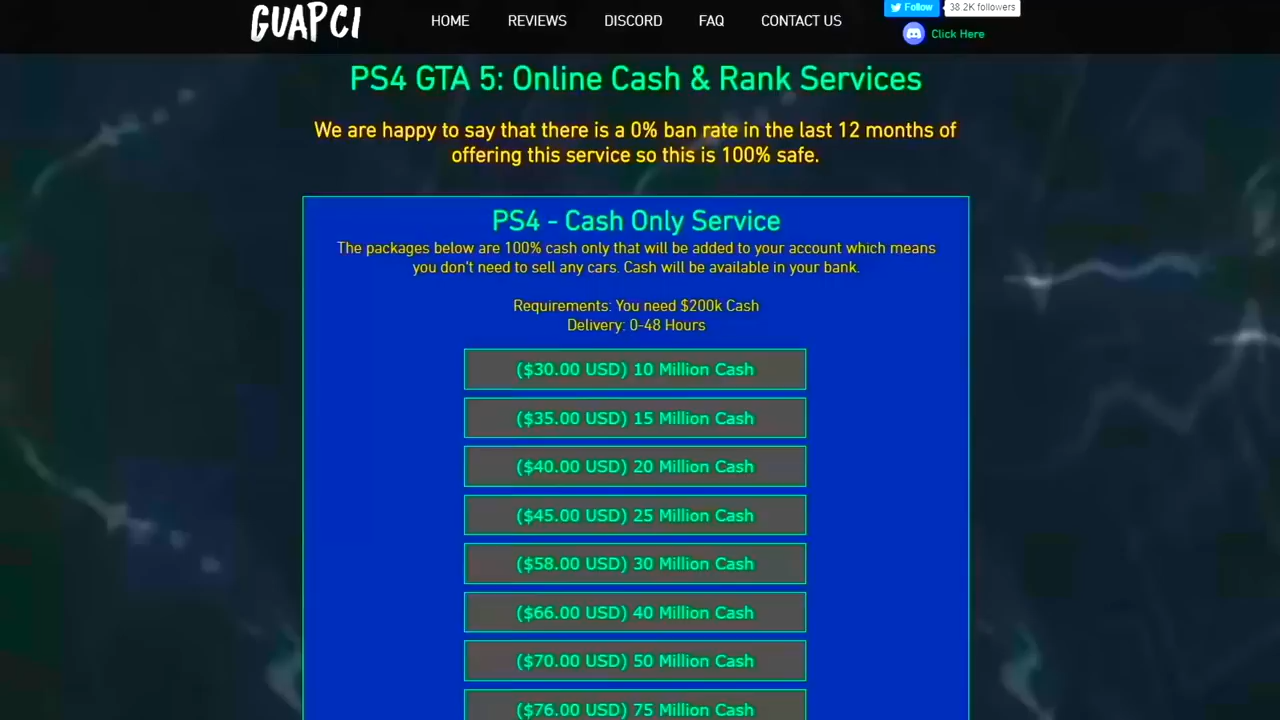 GUAPCI
HOME REVIEWS DISCORD FAQ CONTACT US
Follow 38.2K followers
Click Here
PS4 GTA 5: Online Cash & Rank Services
We are happy to say that there is a 0% ban rate in the last 12 months of
offering this service so this is 100% safe.
PS4 - Cash Only Service
The packages below are 100% cash only that will be added to your account which means
you don't need to sell any cars. Cash will be available in your bank.
Requirements: You need $200k Cash
Delivery: 0-48 Hours
($30.00 USD) 10 Million Cash
($35.00 USD) 15 Million Cash
($40.00 USD) 20 Million Cash
($45.00 USD) 25 Million Cash
($58.00 USD) 30 Million Cash
($66.00 USD) 40 Million Cash
($70.00 USD) 50 Million Cash
($76.00 USD) 75 Million Cash